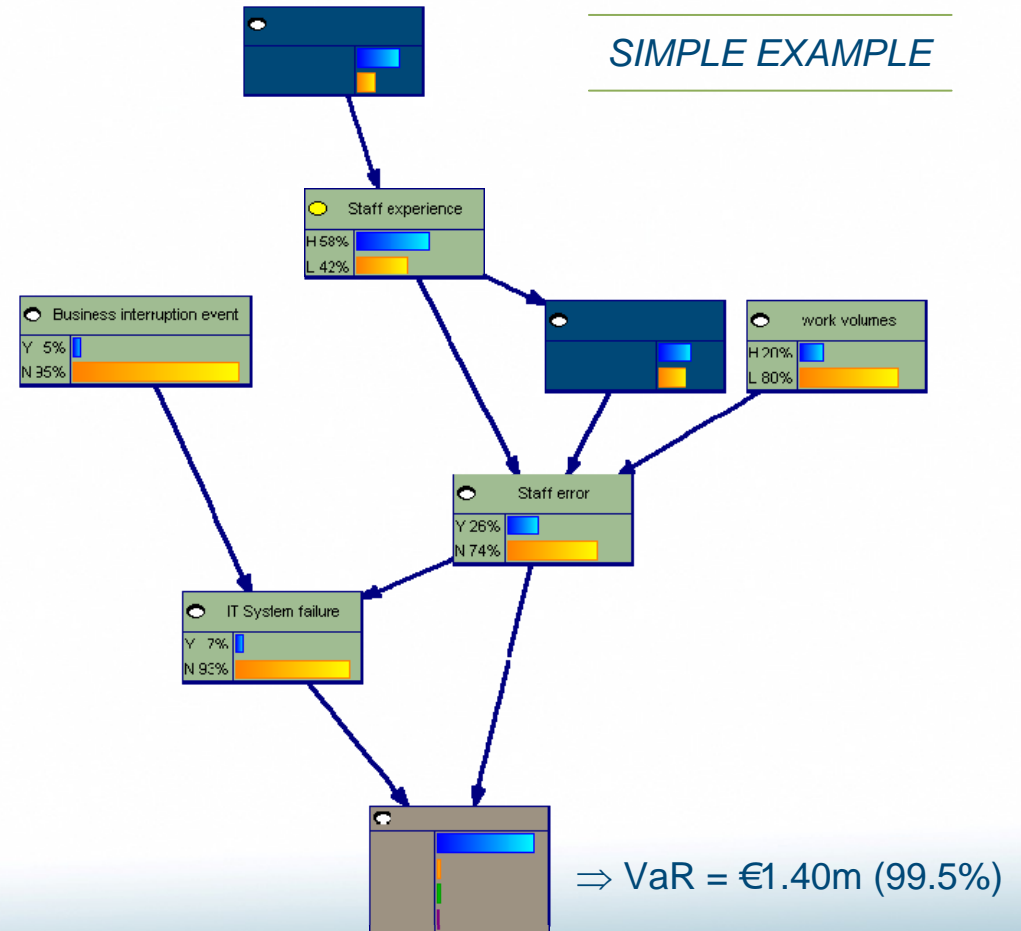 SIMPLE EXAMPLE
Staff experience
H 58%
L 42%
Business interruption event
Y 5%
N 95%
work volumes
H 20%
L 80%
Staff error
Y 26%
N 74%
IT System failure
Y 7%
N 93%
⇒ VaR = €1.40m (99.5%)